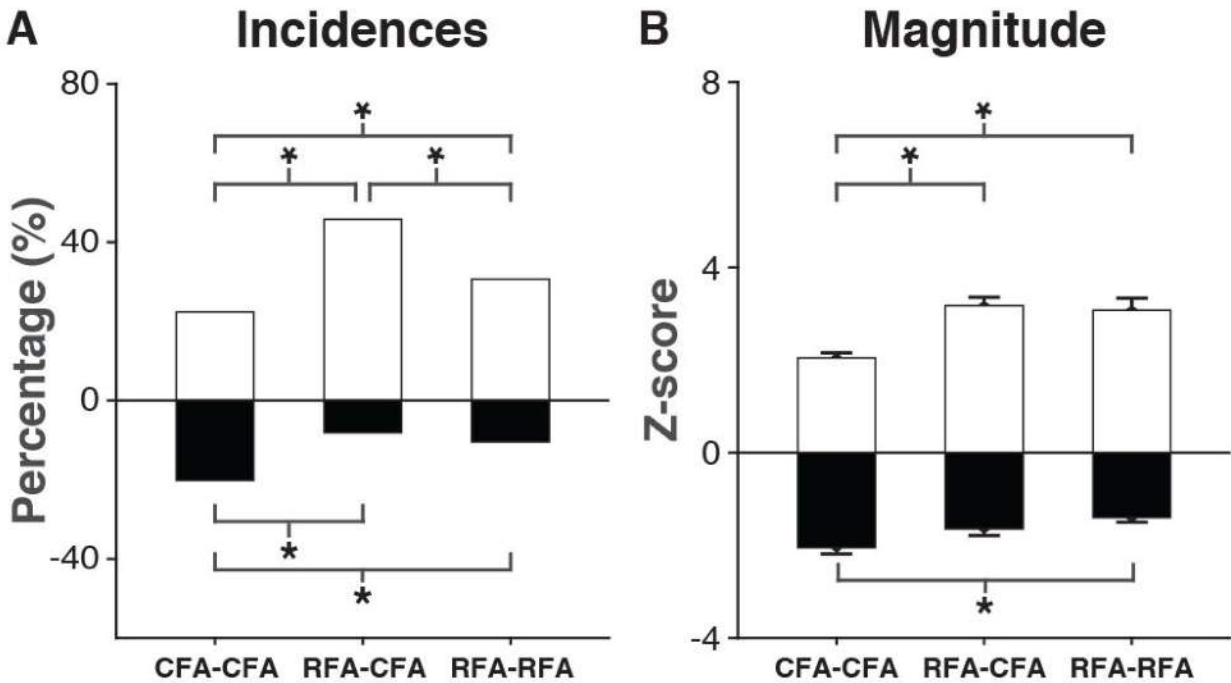 A Incidences
Percentage (%)
80
40
0
-40
*
*
*
*
*
CFA-CFA RFA-CFA RFA-RFA
B Magnitude
Z-score
8
4
0
-4
*
*
*
CFA-CFA RFA-CFA RFA-RFA